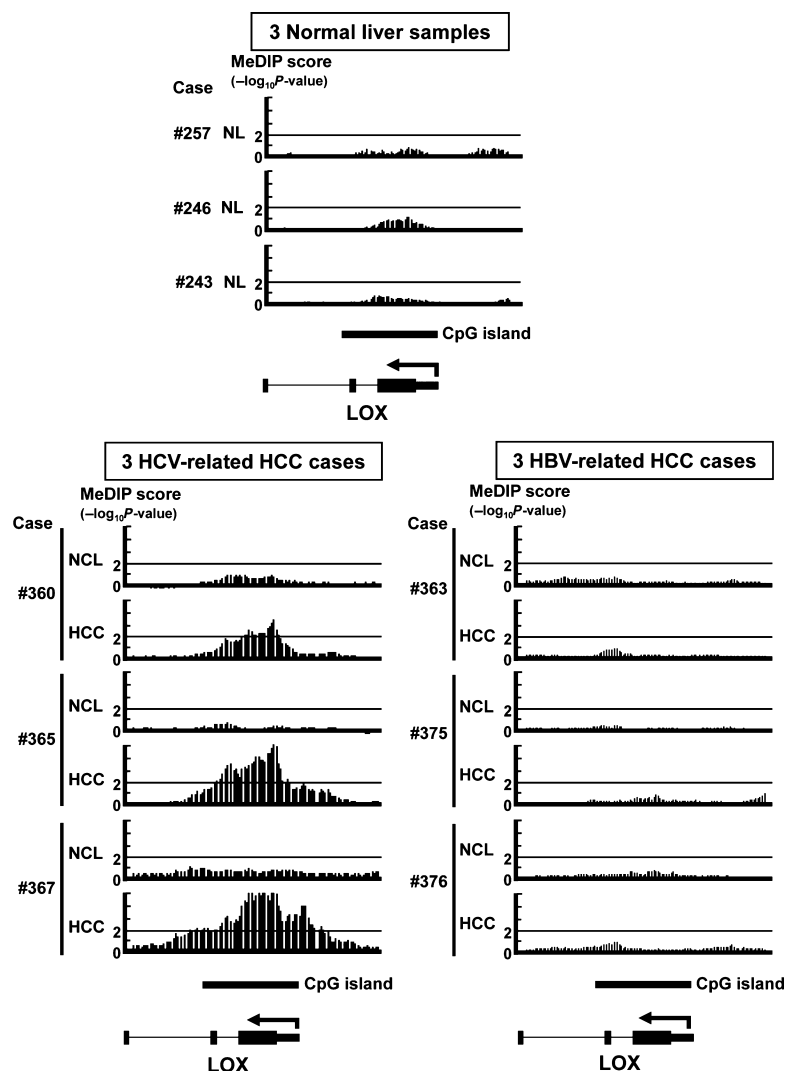 3 Normal liver samples
MeDIP score
(–log10P-value)
Case
#257 NL 2
0
#246 NL 2
0
#243 NL 2
0
CpG island
LOX
3 HCV-related HCC cases
MeDIP score
(–log10P-value)
Case
NCL 2
0
#360
HCC 2
0
NCL 2
0
#365
HCC 2
0
NCL 2
0
#367
HCC 2
0
CpG island
LOX
3 HBV-related HCC cases
MeDIP score
(–log10P-value)
Case
NCL 2
0
#363
HCC 2
0
NCL 2
0
#375
HCC 2
0
NCL 2
0
#376
HCC 2
0
CpG island
LOX